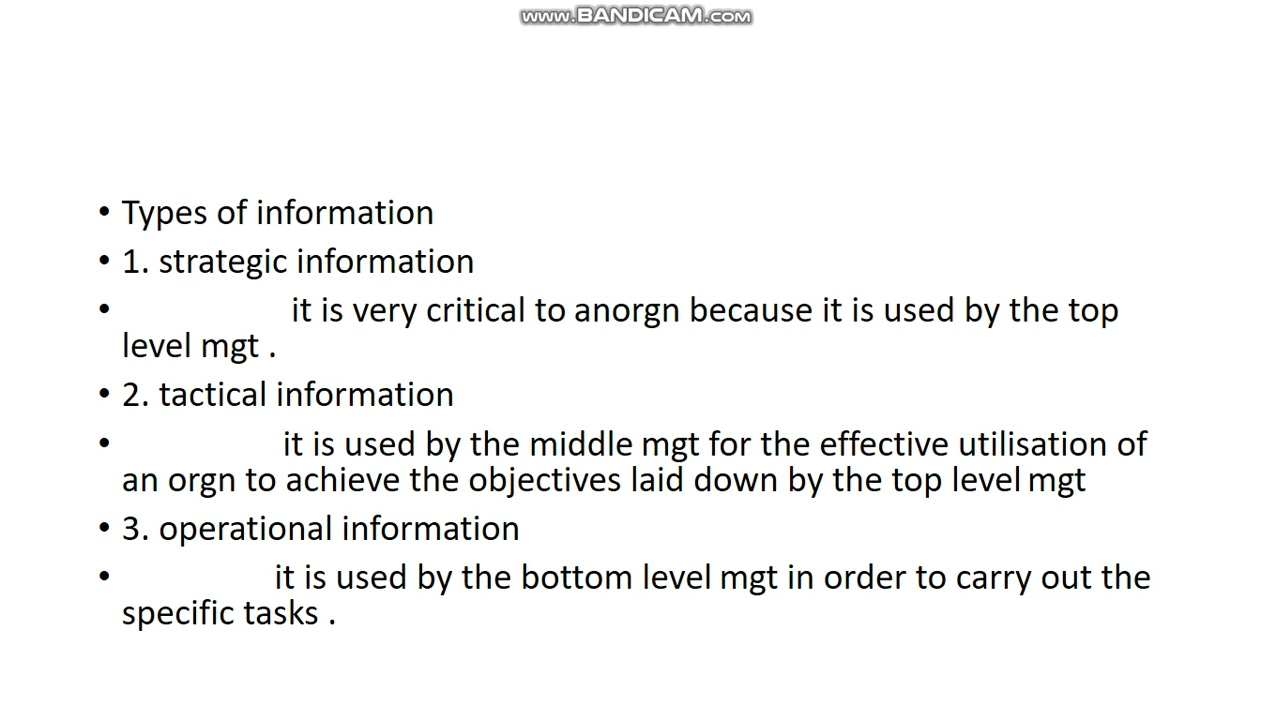 www.BANDICAM.com
• Types of information
• 1. strategic information
• it is very critical to anorgn because it is used by the top
level mgt .
• 2. tactical information
• it is used by the middle mgt for the effective utilisation of
an orgn to achieve the objectives laid down by the top level mgt
• 3. operational information
• it is used by the bottom level mgt in order to carry out the
specific tasks .